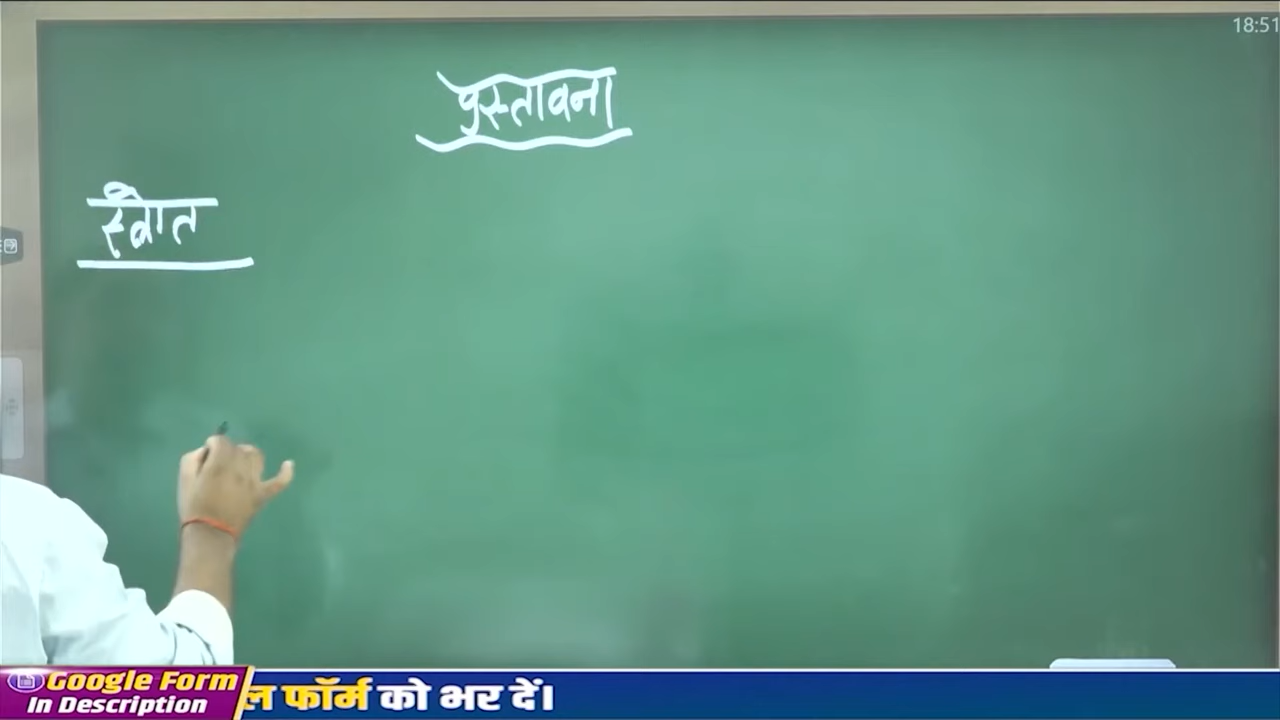 18:51
प्रस्तावना
स्त्रोत
Google Form
In Description
ल फॉर्म को भर दें।